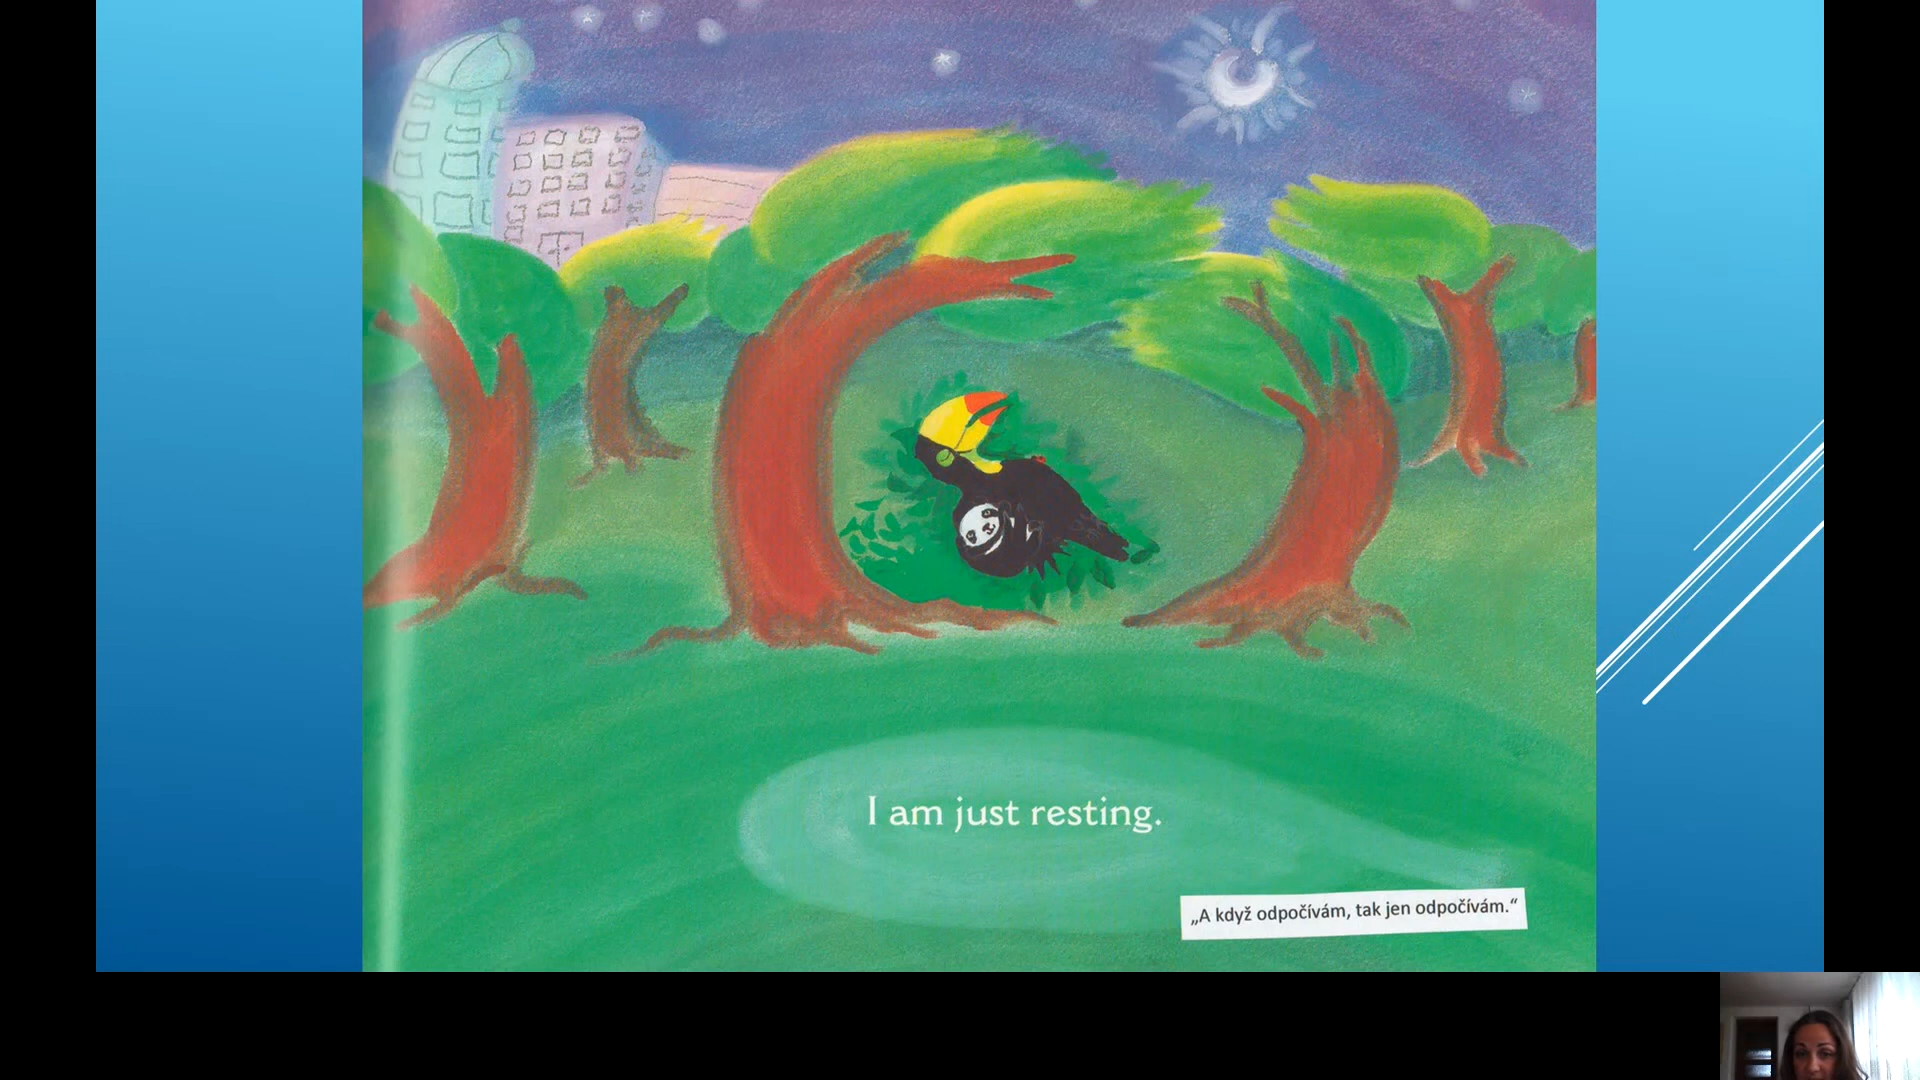 I am just resting.
„A když odpočívám, tak jen odpočívám.“